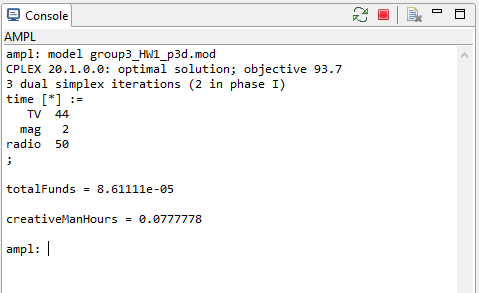 Console
AMPL
ampl: model group3_HW1_p3d.mod
CPLEX 20.1.0.0: optimal solution; objective 93.7
3 dual simplex iterations (2 in phase I)
time [*] :=
TV 44
mag 2
radio 50
;
totalFunds = 8.61111e-05
creativeManHours = 0.0777778
ampl: